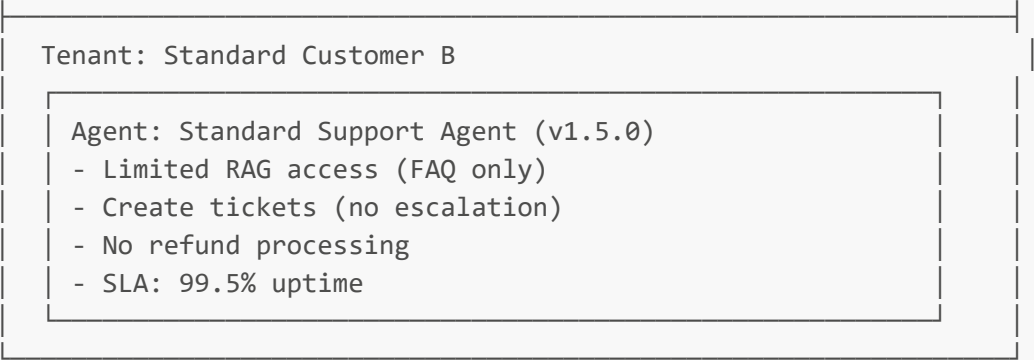 Tenant: Standard Customer B
Agent: Standard Support Agent (v1.5.0)
- Limited RAG access (FAQ only)
- Create tickets (no escalation)
- No refund processing
- SLA: 99.5% uptime